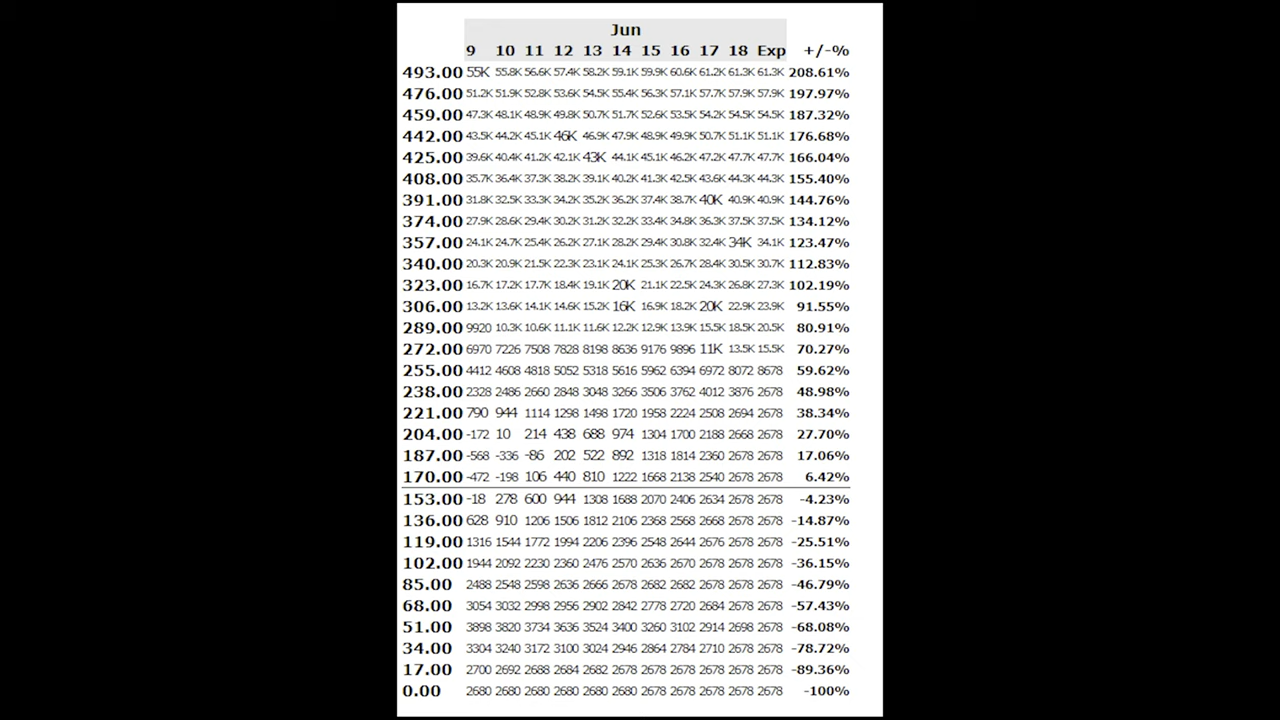 Jun
9 10 11 12 13 14 15 16 17 18 Exp +/-%
493.00 55K 55.8K 56.6K 57.4K 58.2K 59.1K 59.9K 60.6K 61.2K 61.3K 61.3K 208.61%
476.00 51.2K 51.9K 52.8K 53.6K 54.5K 55.4K 56.3K 57.1K 57.7K 57.9K 57.9K 197.97%
459.00 47.3K 48.1K 48.9K 49.8K 50.7K 51.7K 52.6K 53.5K 54.2K 54.5K 54.5K 187.32%
442.00 43.5K 44.2K 45.1K 46K 46.9K 47.9K 48.9K 49.9K 50.7K 51.1K 51.1K 176.68%
425.00 39.6K 40.4K 41.2K 42.1K 43K 44.1K 45.1K 46.2K 47.2K 47.7K 47.7K 166.04%
408.00 35.7K 36.4K 37.3K 38.2K 39.1K 40.2K 41.3K 42.5K 43.6K 44.3K 44.3K 155.40%
391.00 31.8K 32.5K 33.3K 34.2K 35.2K 36.2K 37.4K 38.7K 40K 40.9K 40.9K 144.76%
374.00 27.9K 28.6K 29.4K 30.2K 31.2K 32.2K 33.4K 34.8K 36.3K 37.5K 37.5K 134.12%
357.00 24.1K 24.7K 25.4K 26.2K 27.1K 28.2K 29.4K 30.8K 32.4K 34K 34.1K 123.47%
340.00 20.3K 20.9K 21.5K 22.3K 23.1K 24.1K 25.3K 26.7K 28.4K 30.5K 30.7K 112.83%
323.00 16.7K 17.2K 17.7K 18.4K 19.1K 20K 21.1K 22.5K 24.3K 26.8K 27.3K 102.19%
306.00 13.2K 13.6K 14.1K 14.6K 15.2K 16K 16.9K 18.2K 20K 22.9K 23.9K 91.55%
289.00 9920 10.3K 10.6K 11.1K 11.6K 12.2K 12.9K 13.9K 15.5K 18.5K 20.5K 80.91%
272.00 6970 7226 7508 7828 8198 8636 9176 9896 11K 13.5K 15.5K 70.27%
255.00 4412 4608 4818 5052 5318 5616 5962 6394 6972 8072 8678 59.62%
238.00 2328 2486 2660 2848 3048 3266 3506 3762 4012 3876 2678 48.98%
221.00 790 944 1114 1298 1498 1720 1958 2224 2508 2694 2678 38.34%
204.00 -172 10 214 438 688 974 1304 1700 2188 2668 2678 27.70%
187.00 -568 -336 -86 202 522 892 1318 1814 2360 2678 2678 17.06%
170.00 -472 -198 106 440 810 1222 1668 2138 2540 2678 2678 6.42%
153.00 -18 278 600 944 1308 1688 2070 2406 2634 2678 2678 -4.23%
136.00 628 910 1206 1506 1812 2106 2368 2568 2668 2678 2678 -14.87%
119.00 1316 1544 1772 1994 2206 2396 2548 2644 2676 2678 2678 -25.51%
102.00 1944 2092 2230 2360 2476 2570 2636 2670 2678 2678 2678 -36.15%
85.00 2488 2548 2598 2636 2666 2678 2682 2682 2678 2678 2678 -46.79%
68.00 3054 3032 2998 2956 2902 2842 2778 2720 2684 2678 2678 -57.43%
51.00 3898 3820 3734 3636 3524 3400 3260 3102 2914 2698 2678 -68.08%
34.00 3304 3240 3172 3100 3024 2946 2864 2784 2710 2678 2678 -78.72%
17.00 2700 2692 2688 2684 2682 2678 2678 2678 2678 2678 2678 -89.36%
0.00 2680 2680 2680 2680 2680 2680 2678 2678 2678 2678 2678 -100%